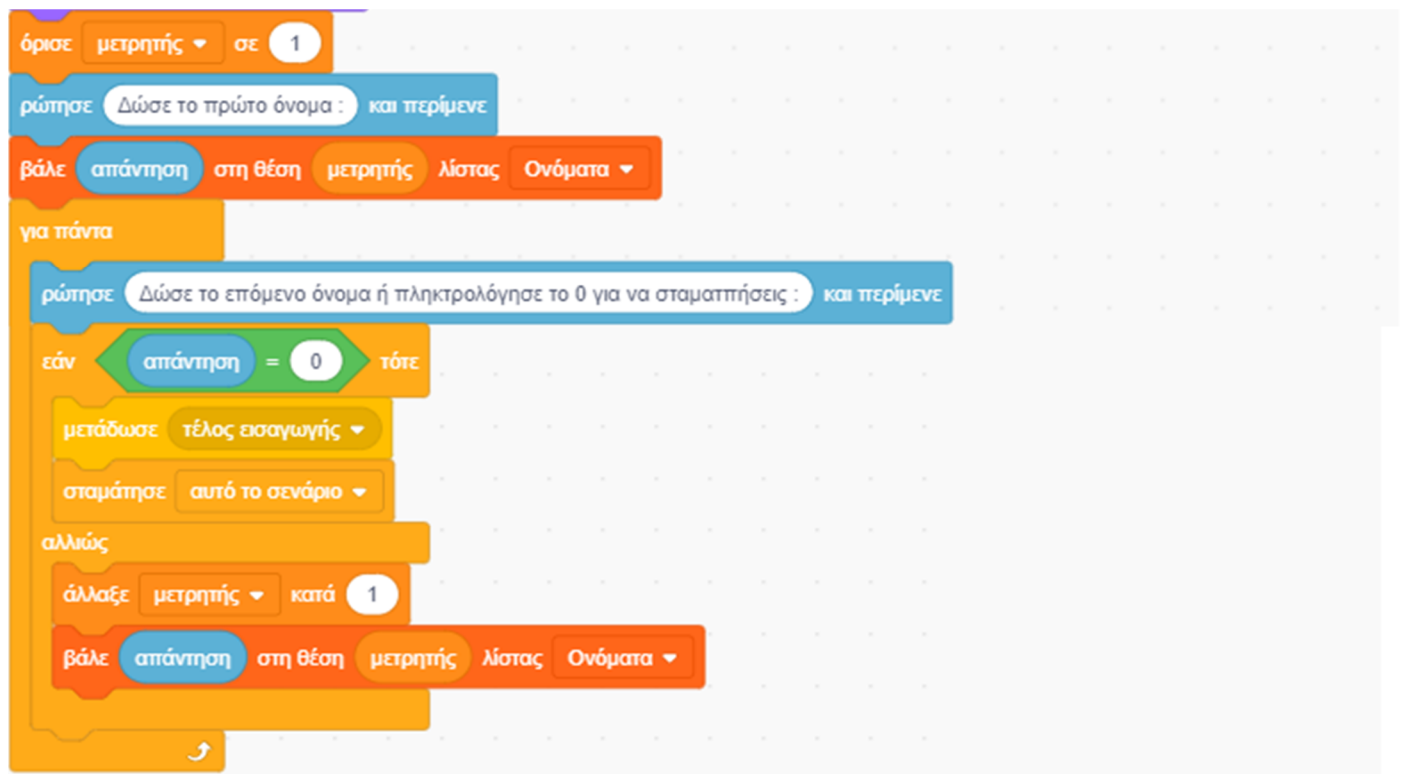 όρισε μετρητής σε 1
ρώτησε Δώσε το πρώτο όνομα : και περίμενε
βάλε απάντηση στη θέση μετρητής λίστας Ονόματα
για πάντα
ρώτησε Δώσε το επόμενο όνομα ή πληκτρολόγησε το 0 για να σταματπήσεις : και περίμενε
εάν απάντηση = 0 τότε
μετάδωσε τέλος εισαγωγής
σταμάτησε αυτό το σενάριο
αλλιώς
άλλαξε μετρητής κατά 1
βάλε απάντηση στη θέση μετρητής λίστας Ονόματα